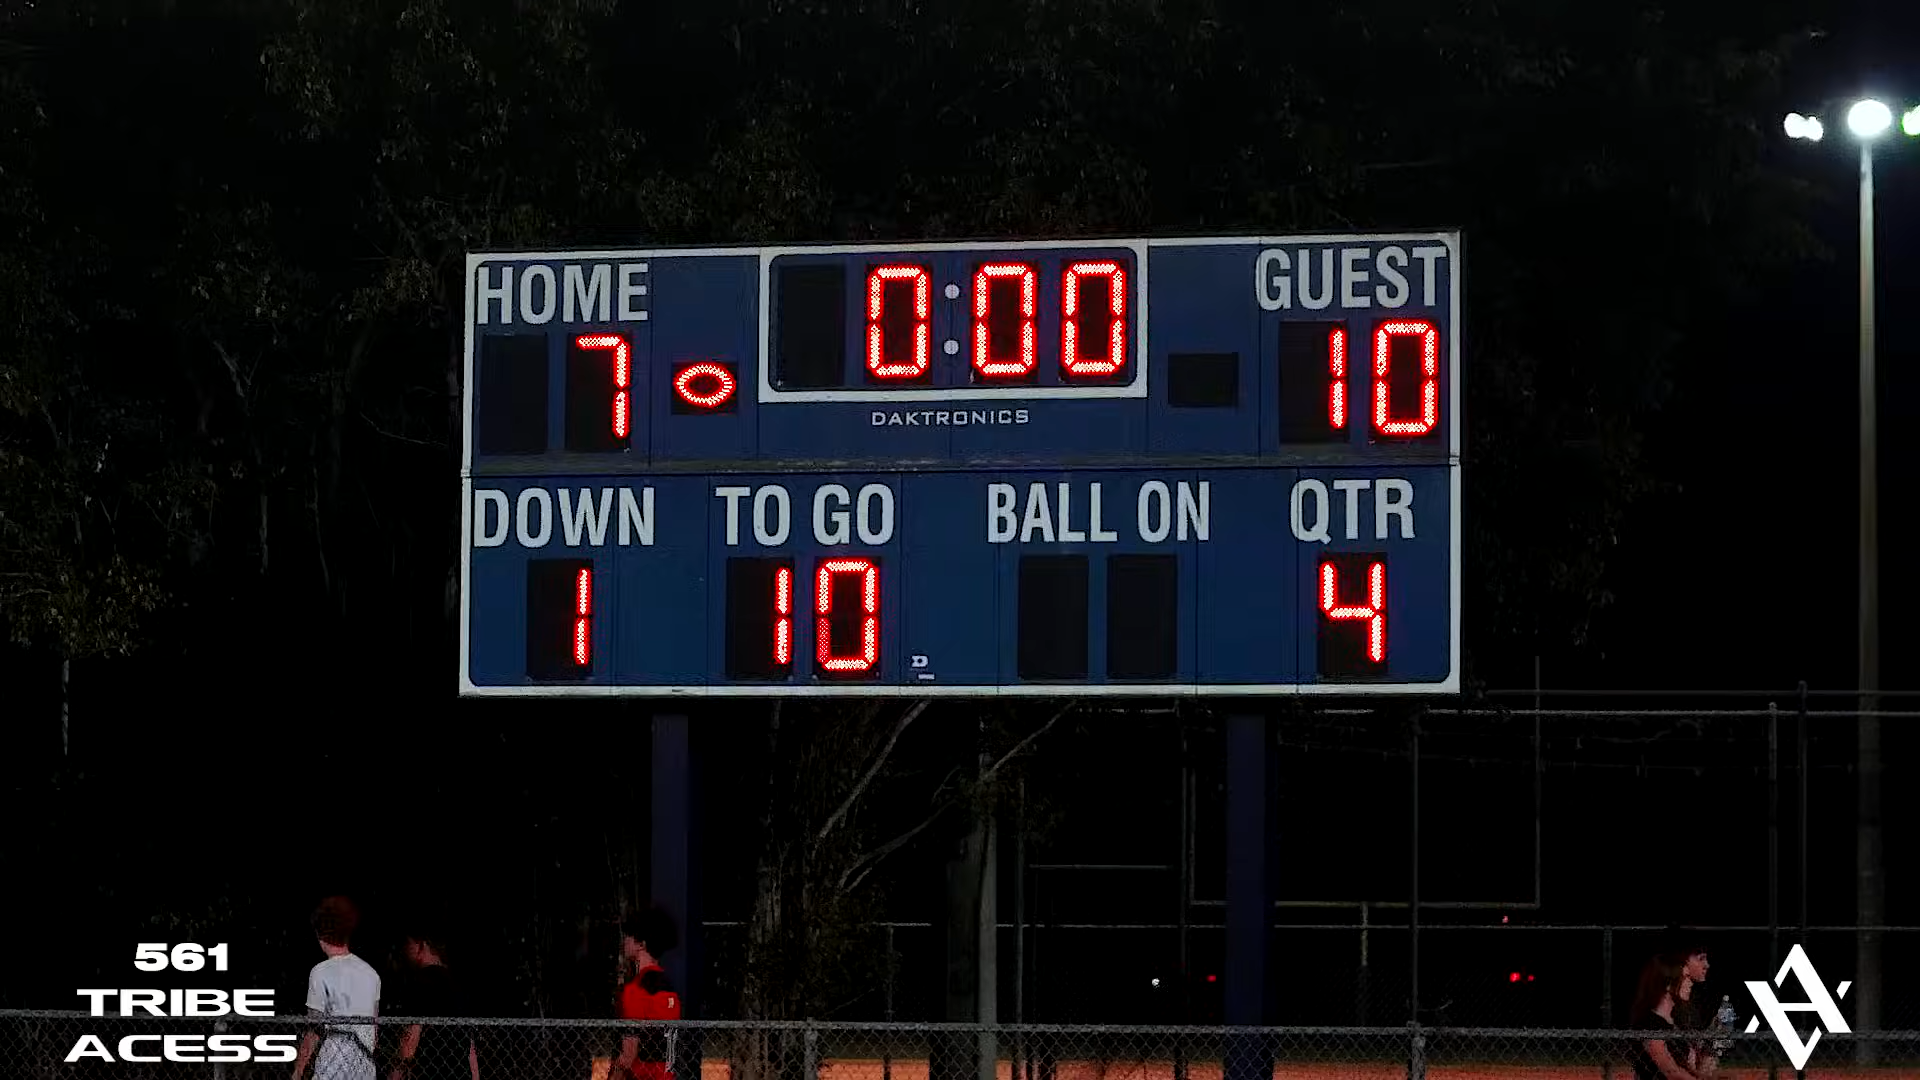 HOME
0:00
GUEST
7
10
DAKTRONICS
DOWN
TO GO
BALL ON
QTR
1
10
4
561
TRIBE
ACESS